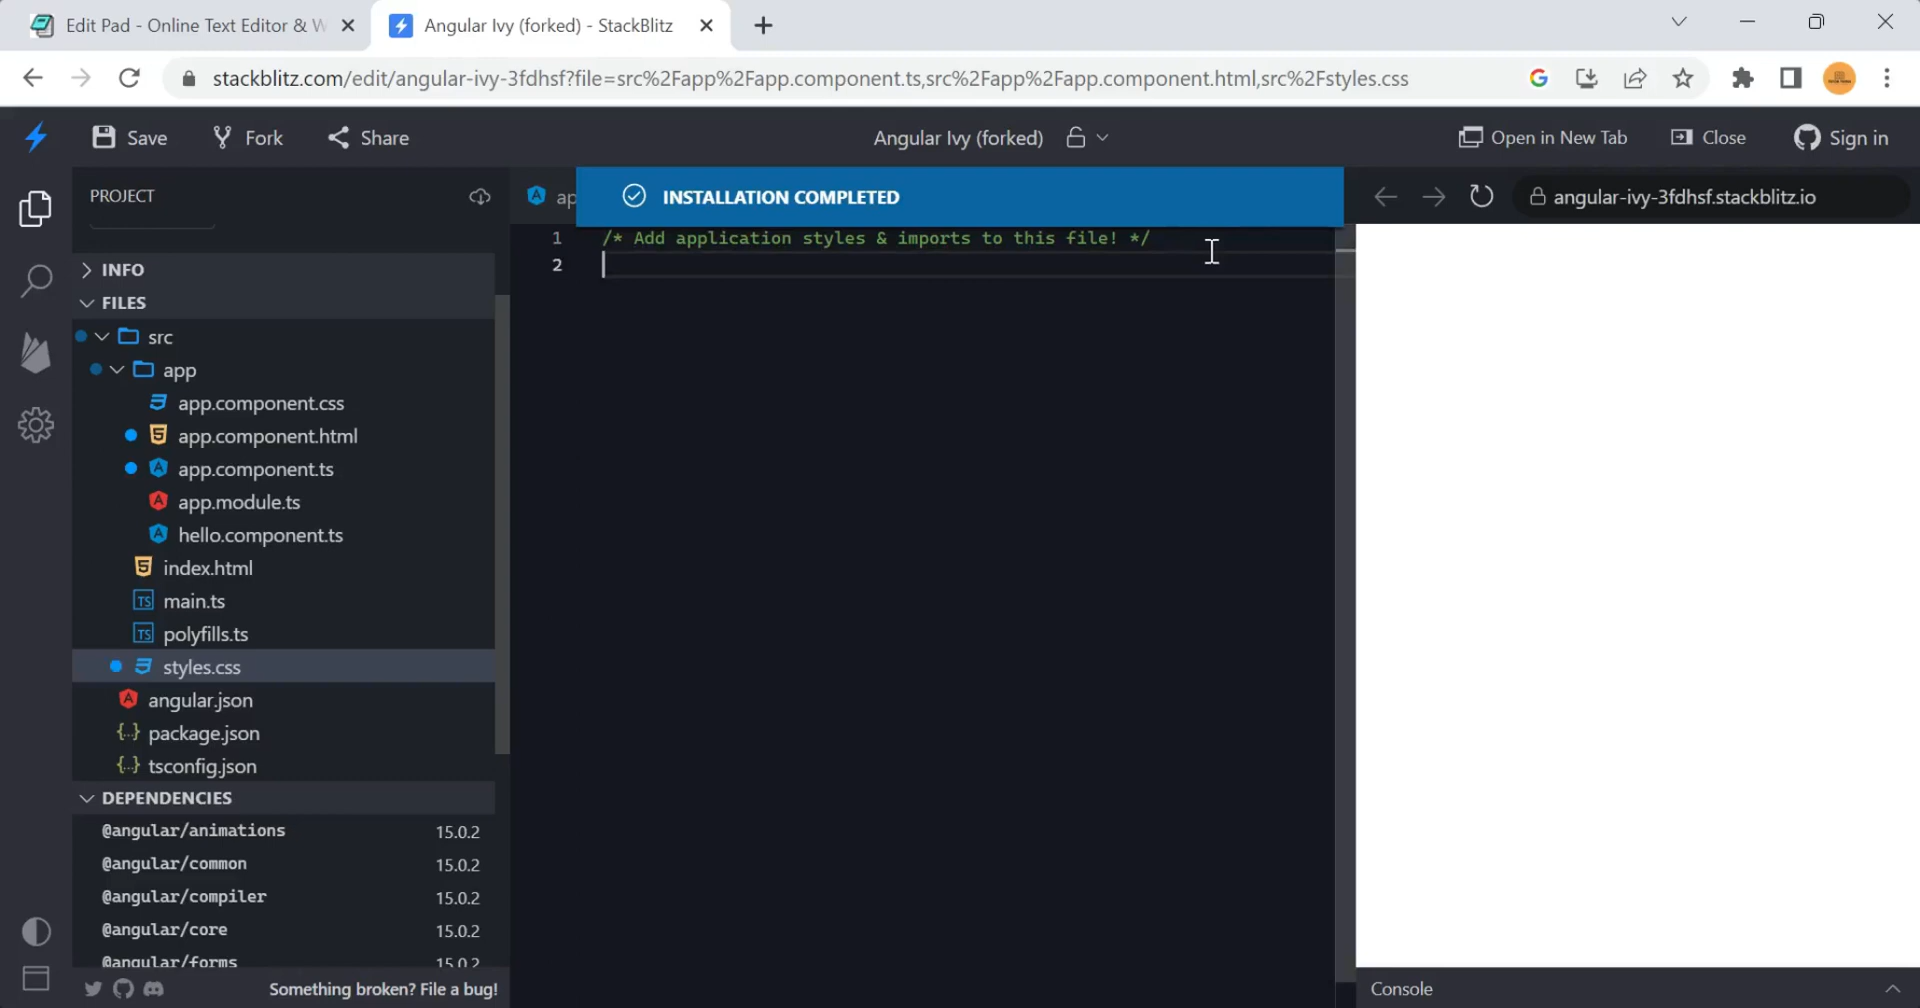 Edit Pad - Online Text Editor & W
Angular Ivy (forked) - StackBlitz
stackblitz.com/edit/angular-ivy-3fdhsf?file=src%2Fapp%2Fapp.component.ts,src%2Fapp%2Fapp.component.html,src%2Fstyles.css
Save
Fork
Share
Angular Ivy (forked)
Open in New Tab
Close
Sign in
PROJECT
ap
INSTALLATION COMPLETED
angular-ivy-3fdhsf.stackblitz.io
1 /* Add application styles & imports to this file! */
2
INFO
FILES
src
app
app.component.css
app.component.html
app.component.ts
app.module.ts
hello.component.ts
index.html
main.ts
polyfills.ts
styles.css
angular.json
package.json
tsconfig.json
DEPENDENCIES
@angular/animations 15.0.2
@angular/common 15.0.2
@angular/compiler 15.0.2
@angular/core 15.0.2
@angular/forms 15.0.2
Something broken? File a bug!
Console